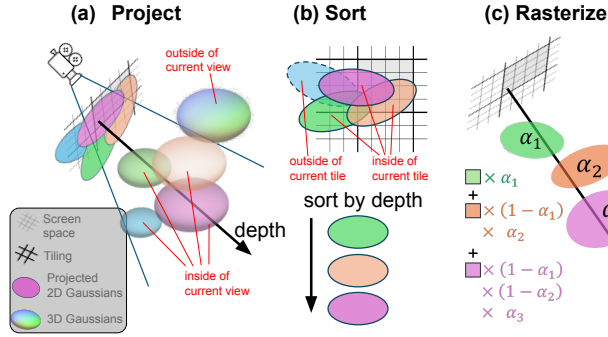 (a) Project
outside of
current view
depth
inside of
current view
Screen
space
Tiling
Projected
2D Gaussians
3D Gaussians
(b) Sort
outside of
current tile
inside of
current tile
sort by depth
(c) Rasterize
α₁
α₂
× α₁
+
× (1 − α₁)
× α₂
+
× (1 − α₁)
× (1 − α₂)
× α₃